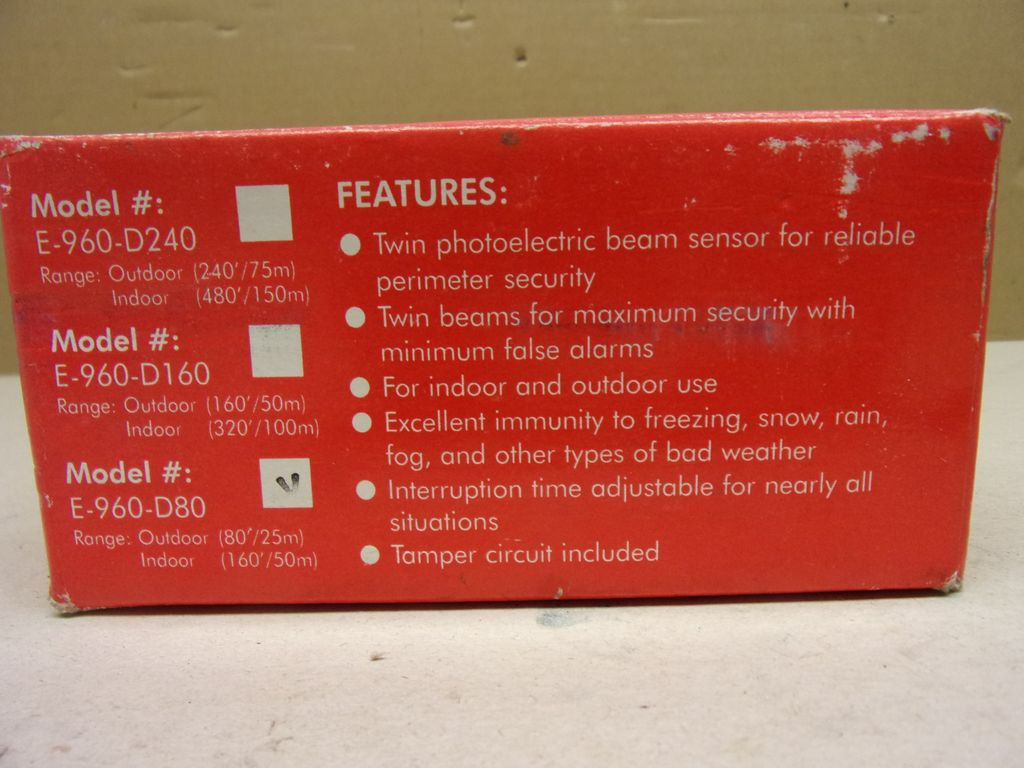 Model #:
E-960-D240
Range: Outdoor (240'/75m)
Indoor (480'/150m)
Model #:
E-960-D160
Range: Outdoor (160'/50m)
Indoor (320'/100m)
Model #:
E-960-D80
Range: Outdoor (80'/25m)
Indoor (160'/50m)
FEATURES:
● Twin photoelectric beam sensor for reliable
perimeter security
● Twin beams for maximum security with
minimum false alarms
● For indoor and outdoor use
● Excellent immunity to freezing, snow, rain,
fog, and other types of bad weather
● Interruption time adjustable for nearly all
situations
● Tamper circuit included